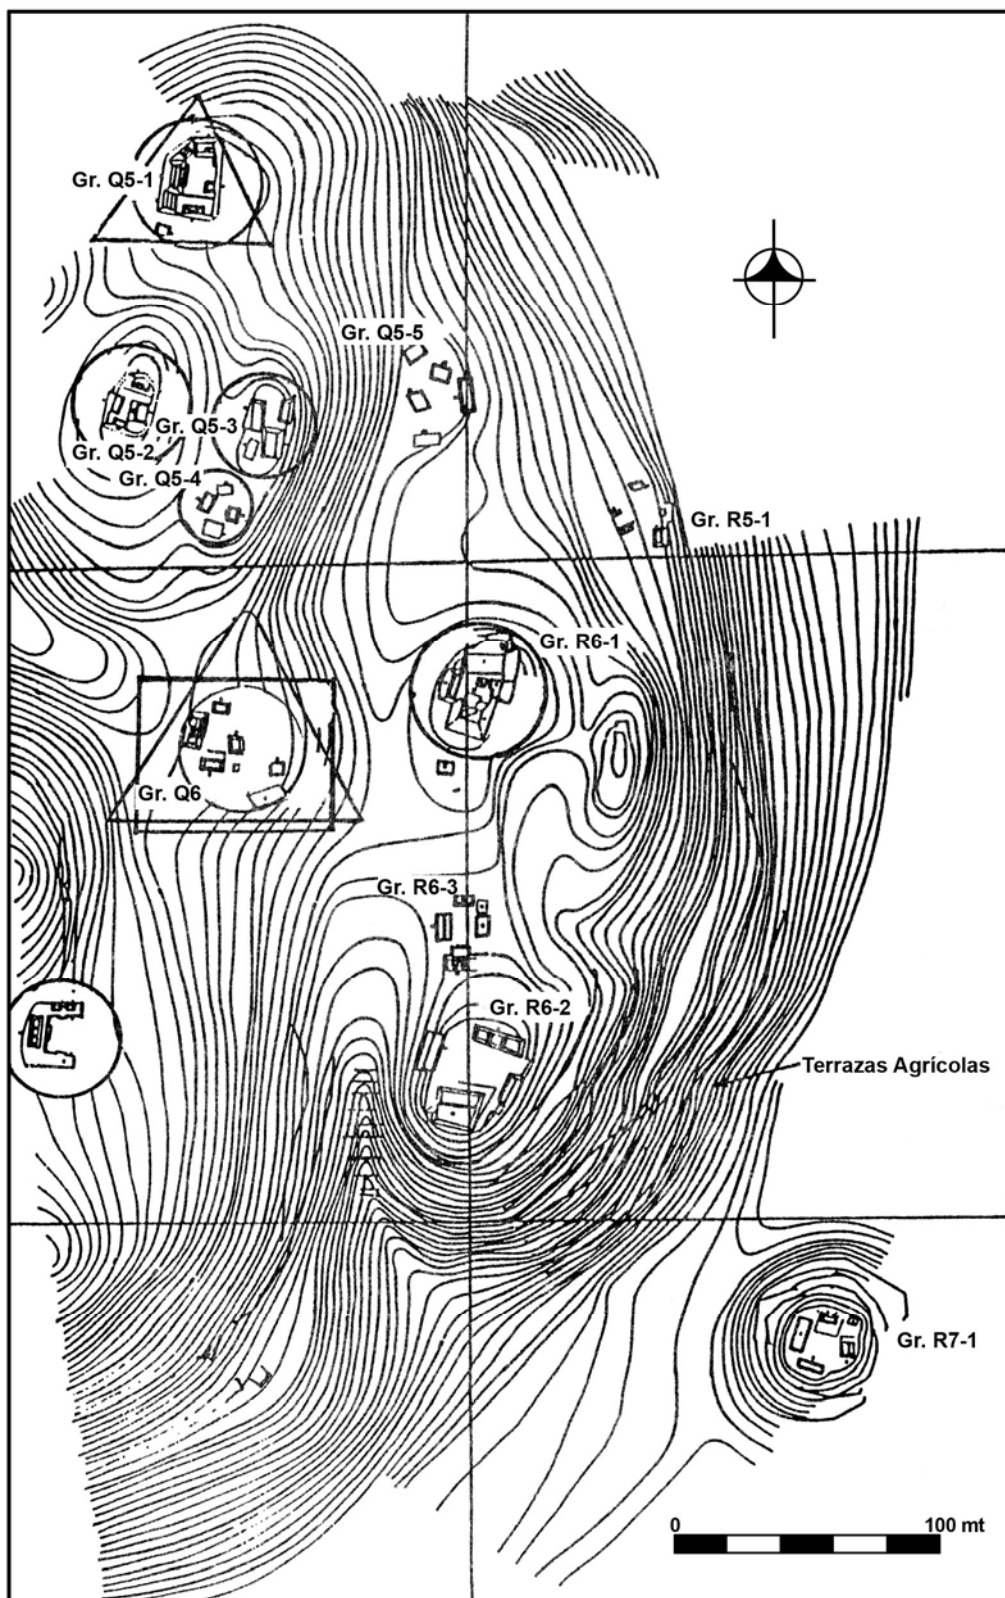 Gr. Q5-1
Gr. Q5-5
Gr. Q5-3
Gr. Q5-2
Gr. Q5-4
Gr. R5-1
Gr. R6-1
Gr. Q6
Gr. R6-3
Gr. R6-2
Terrazas Agrícolas
Gr. R7-1
0 100 mt